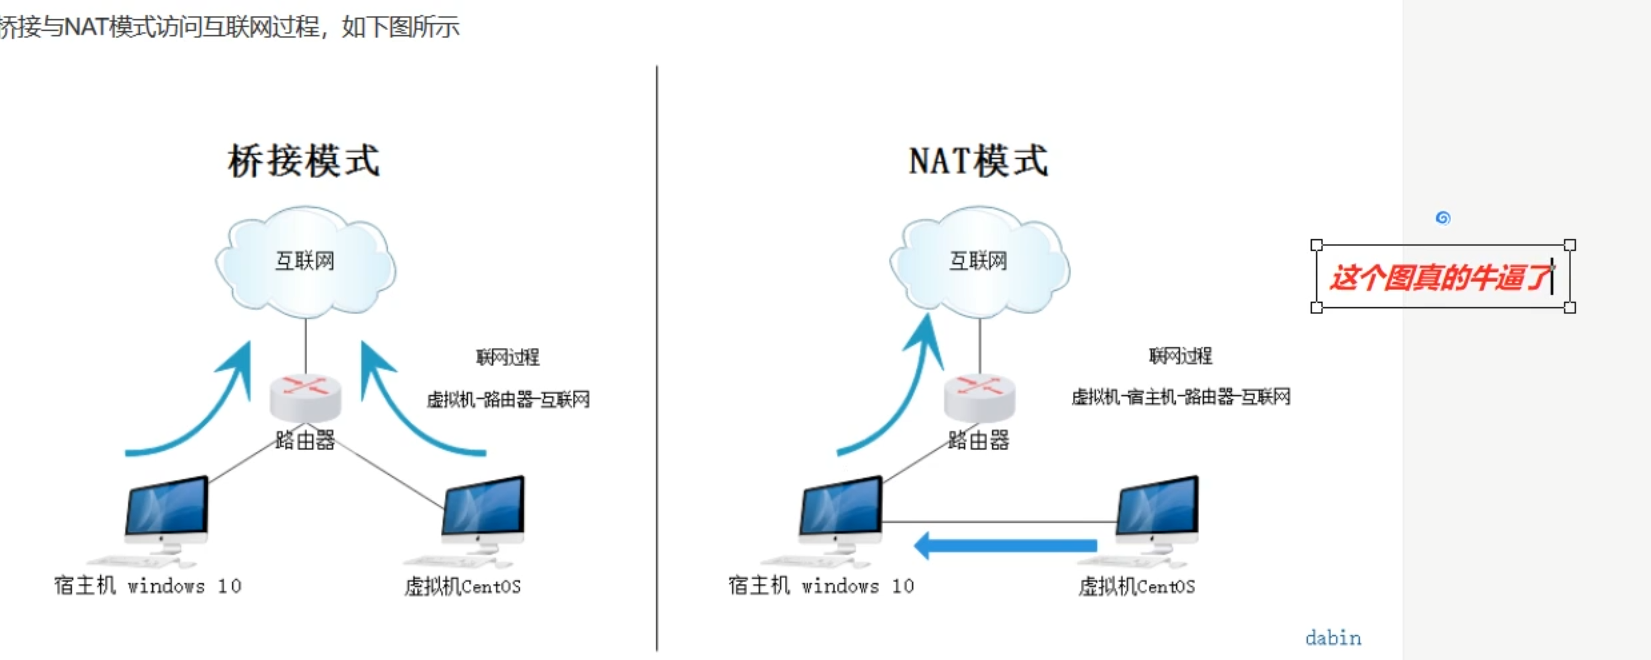 桥接与NAT模式访问互联网过程，如下图所示
桥接模式
互联网
联网过程
虚拟机-路由器-互联网
路由器
宿主机 windows 10
虚拟机CentOS
NAT模式
互联网
这个图真的牛逼了
联网过程
虚拟机-宿主机-路由器-互联网
路由器
宿主机 windows 10
虚拟机CentOS
dabin